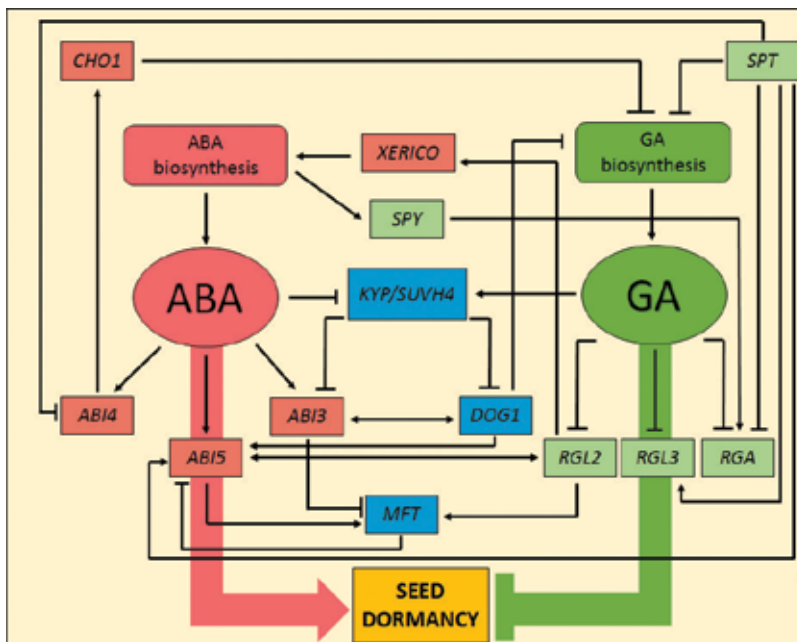 CHO1
SPT
ABA
biosynthesis
XERICO
GA
biosynthesis
SPY
ABA
KYP/SUVH4
GA
ABI4
ABI3
DOG1
ABI5
RGL2
RGL3
RGA
MFT
SEED
DORMANCY